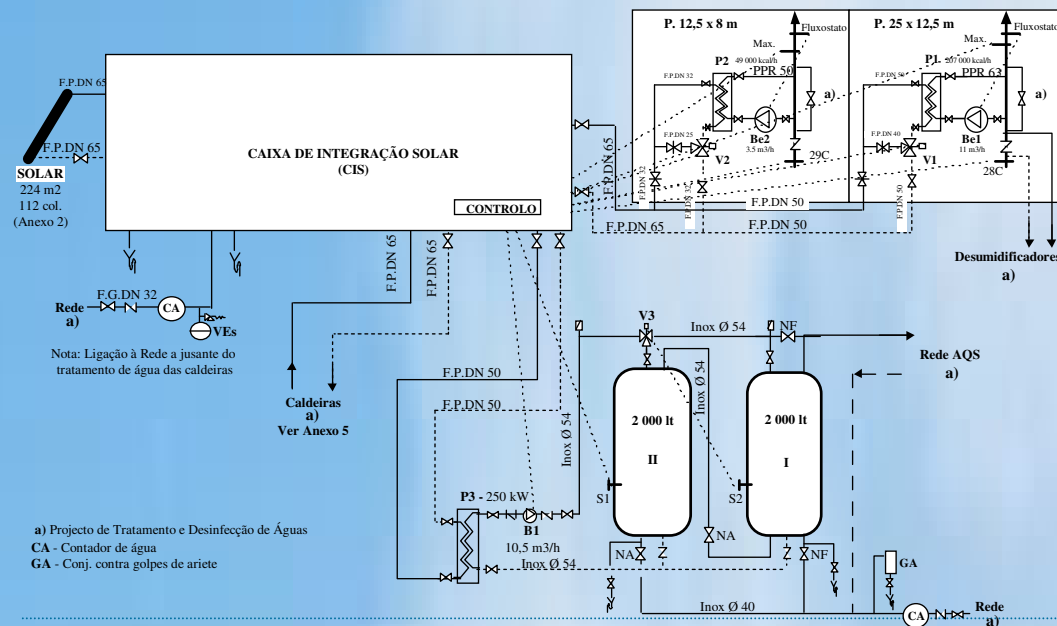 P. 12,5 x 8 m
P. 25 x 12,5 m
Fluxostato
Fluxostato
Max.
Max.
P2
49 000 kcal/h
P1
207 000 kcal/h
PPR 50
PPR 63
F.P.DN 32
F.P.DN 50
a)
a)
F.P.DN 25
F.P.DN 40
Be2
3.5 m3/h
Be1
11 m3/h
V2
V1
29C
28C
F.P.DN 65
F.P.DN 32
F.P.DN 32
F.P.DN 50
F.P.DN 50
F.P.DN 65
F.P.DN 50
Desumidificadores
a)
F.P.DN 65
F.P.DN 65
SOLAR
224 m2
112 col.
(Anexo 2)
CAIXA DE INTEGRAÇÃO SOLAR
(CIS)
CONTROLO
F.P.DN 65
F.P.DN 65
F.G.DN 32
Rede
a)
CA
VEs
Nota: Ligação à Rede a jusante do
tratamento de água das caldeiras
Caldeiras
a)
Ver Anexo 5
F.P.DN 50
F.P.DN 50
Inox Ø 54
V3
Inox Ø 54
NF
Rede AQS
a)
Inox Ø 54
2 000 lt
II
2 000 lt
I
S1
S2
P3 - 250 kW
B1
10,5 m3/h
Inox Ø 54
NA
NA
NF
GA
Inox Ø 40
CA
Rede
a)
a) Projecto de Tratamento e Desinfecção de Águas
CA - Contador de água
GA - Conj. contra golpes de ariete